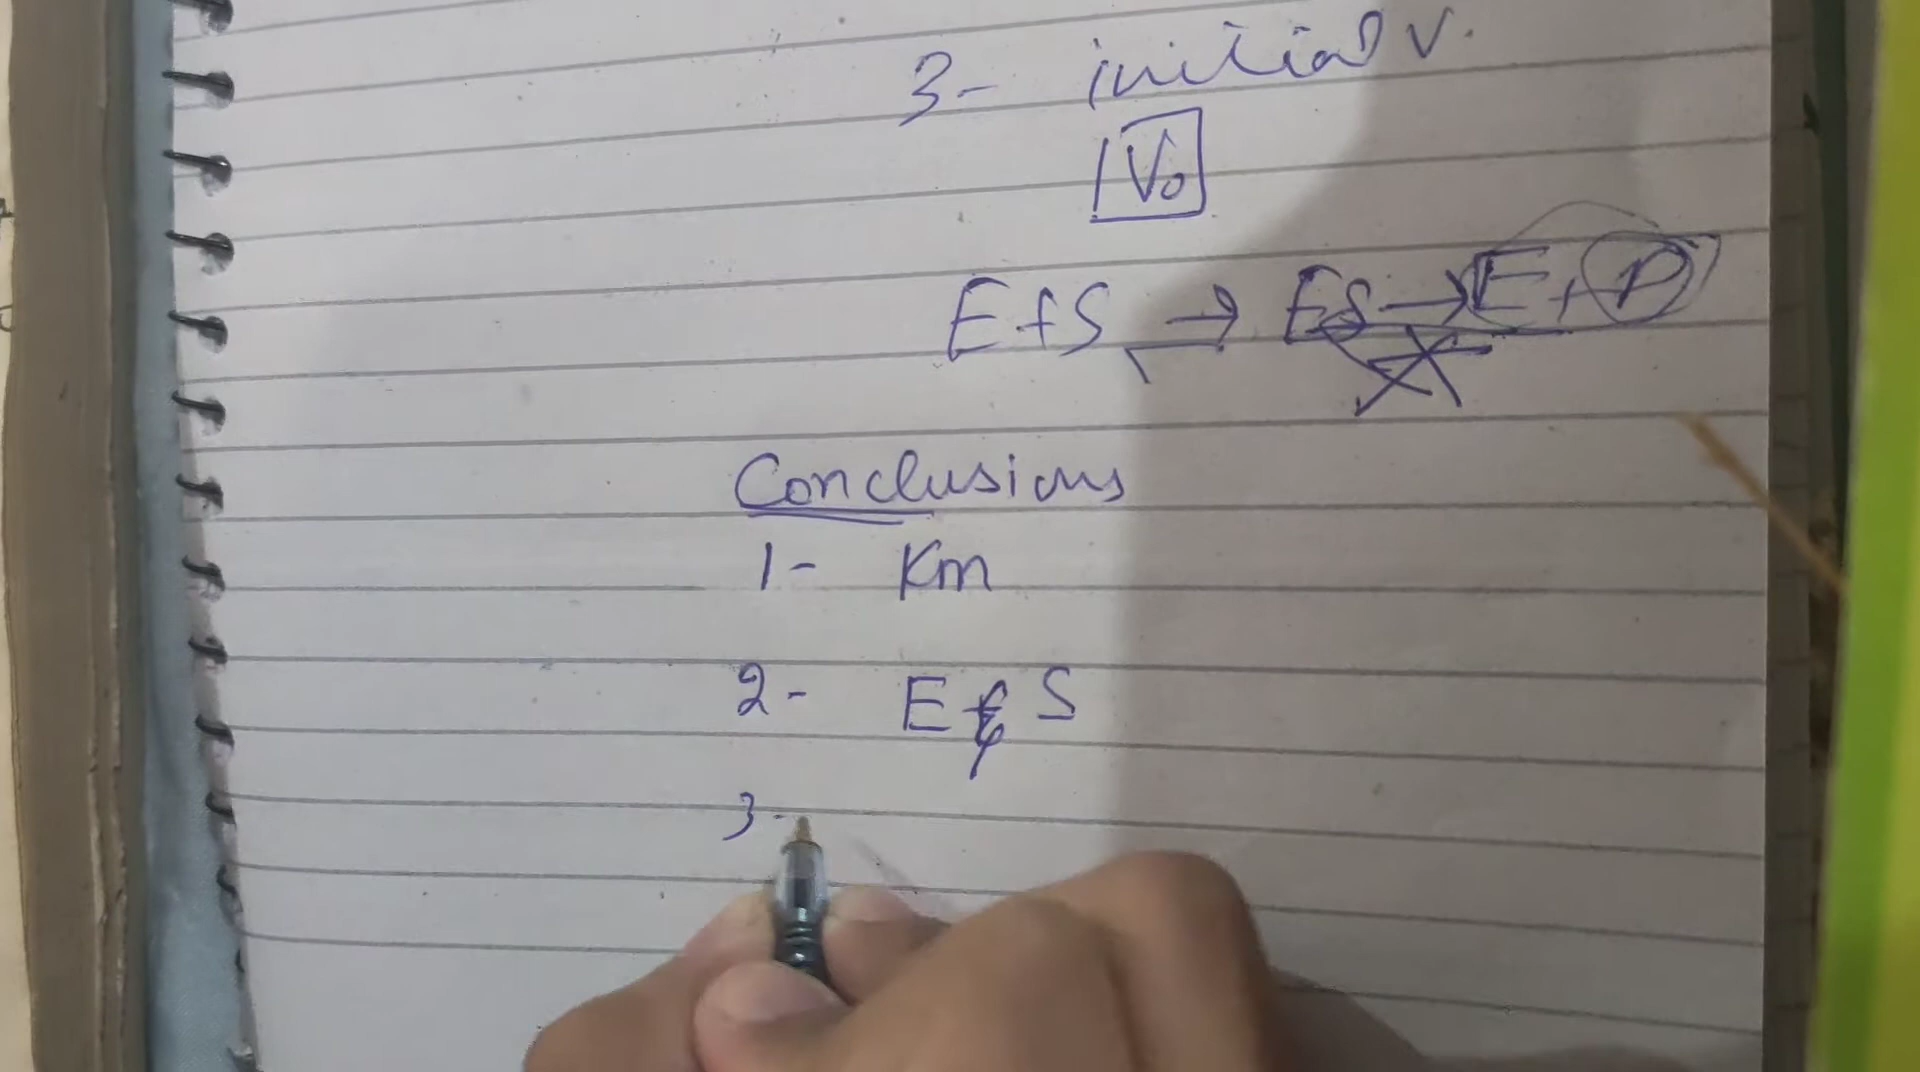 3- initial v.
V₀
E + S ⇌ ES → E + P
Conclusions
1- Km
2- E & S
3-